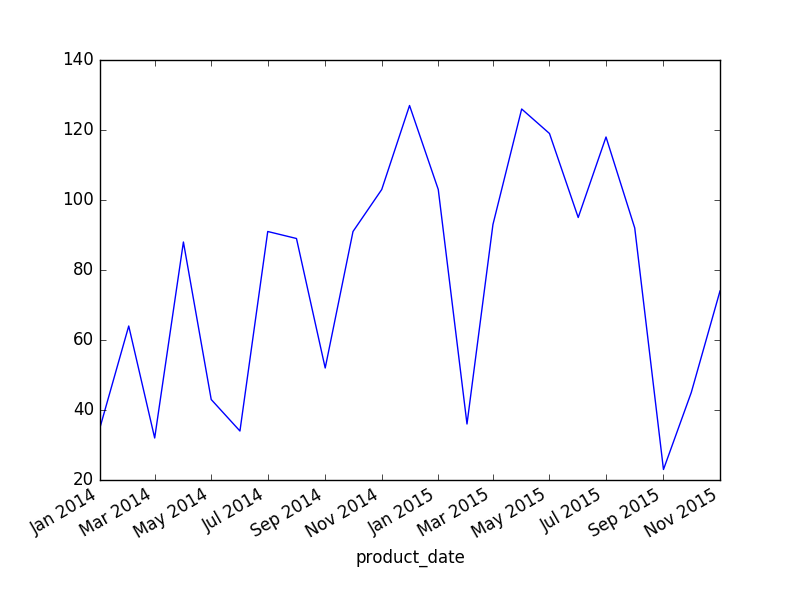 140
120
100
80
60
40
20
Jan 2014
Mar 2014
May 2014
Jul 2014
Sep 2014
Nov 2014
Jan 2015
Mar 2015
May 2015
Jul 2015
Sep 2015
Nov 2015
product_date